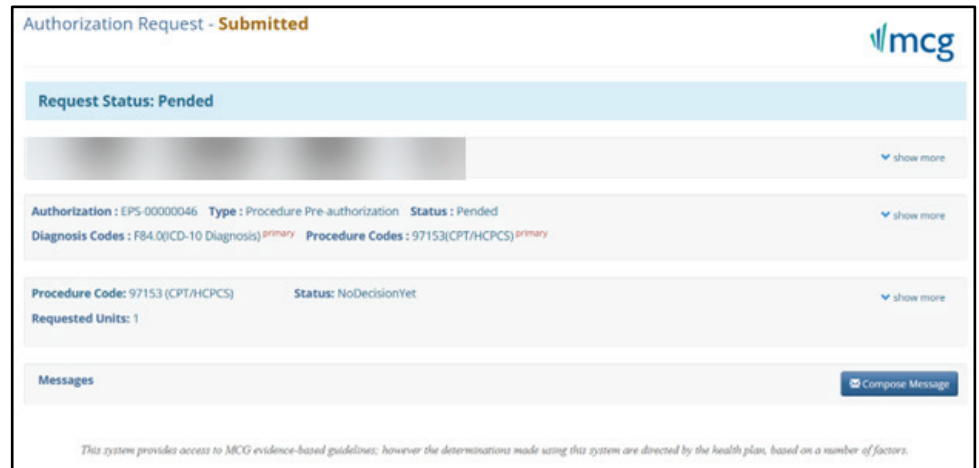 Authorization Request - Submitted
mcg
Request Status: Pended
show more
Authorization : EPS-00000046 Type : Procedure Pre-authorization Status : Pended
show more
Diagnosis Codes : F84.0(ICD-10 Diagnosis) primary Procedure Codes : 97153(CPT/HCPCS) primary
Procedure Code: 97153 (CPT/HCPCS) Status: NoDecisionYet
show more
Requested Units: 1
Messages
Compose Message
This system provides access to MCG evidence-based guidelines; however the determinations made using this system are directed by the health plan, based on a number of factors.